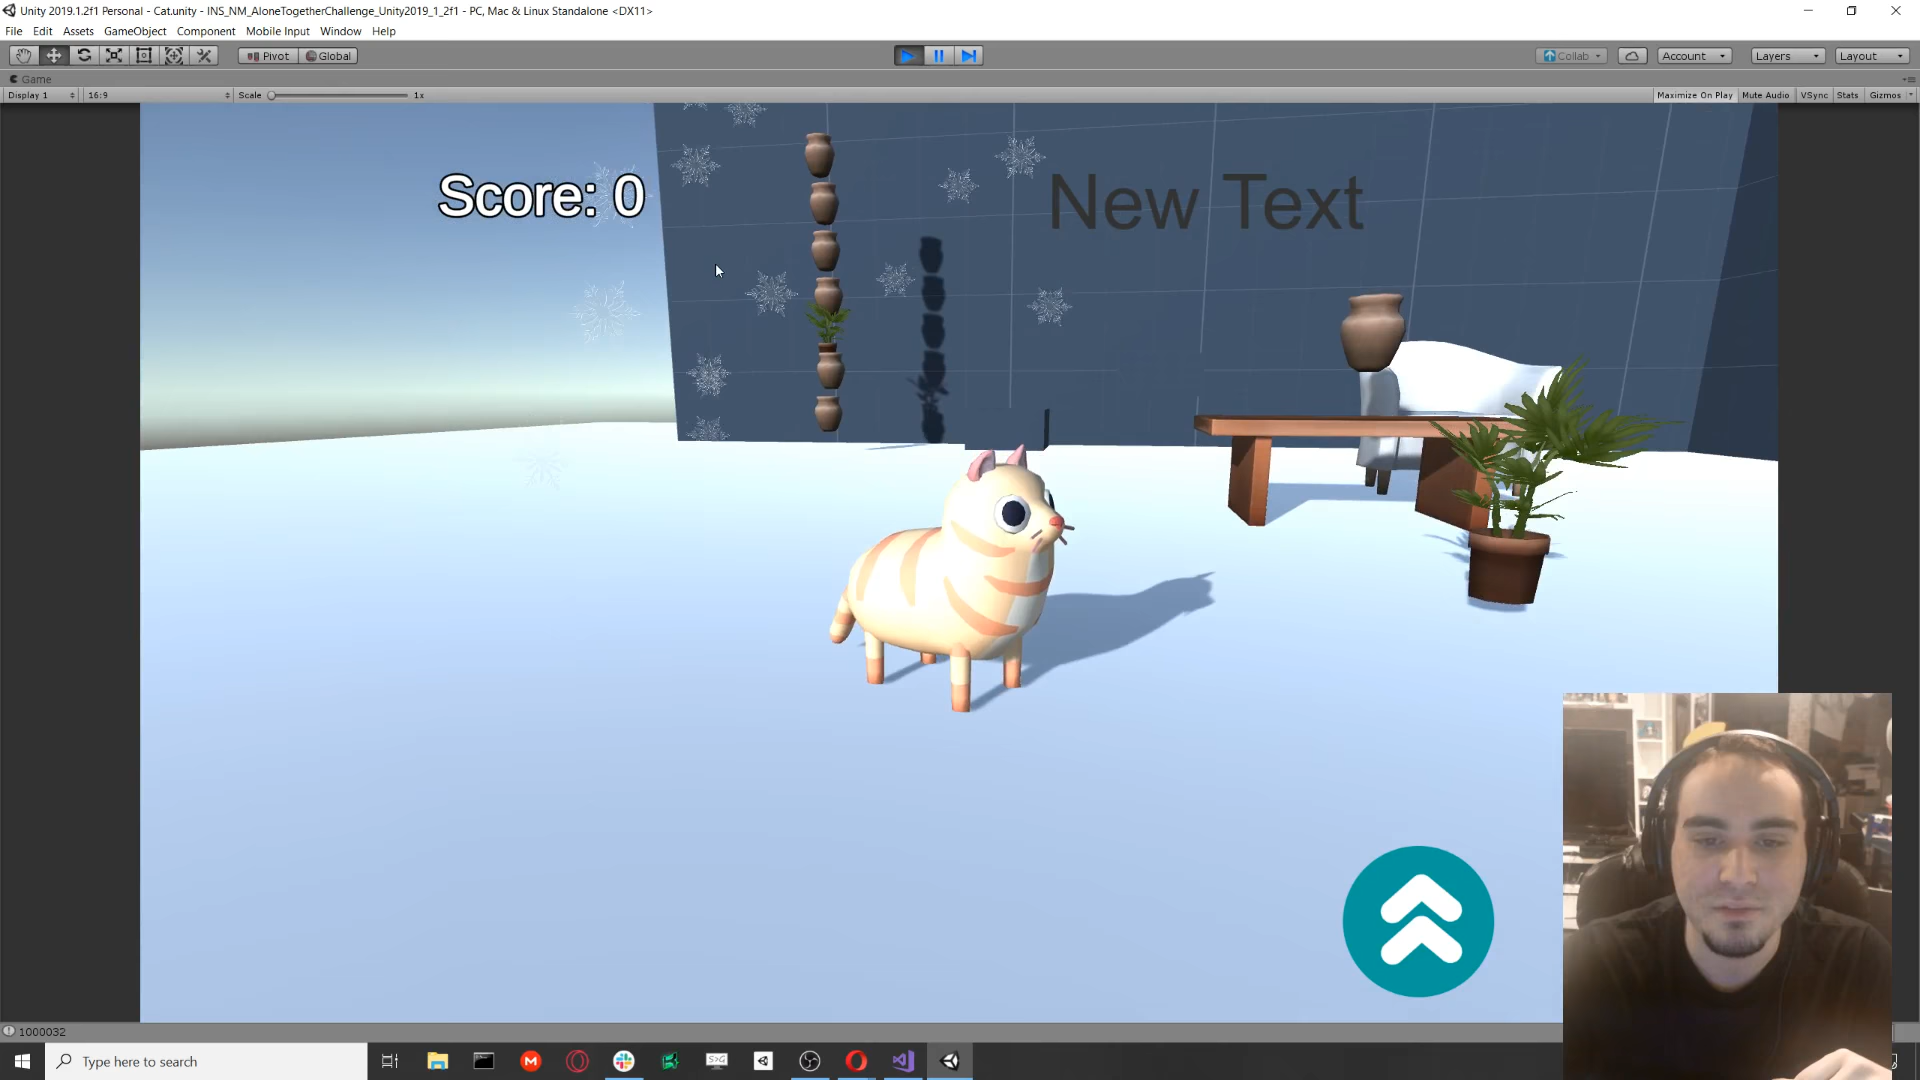 Unity 2019.1.2f1 Personal - Cat.unity - INS_NM_AloneTogetherChallenge_Unity2019_1_2f1 - PC, Mac & Linux Standalone <DX11>
File Edit Assets GameObject Component Mobile Input Window Help
Pivot Global Collab Account Layers Layout
Game
Display 1 16:9 Scale 1x Maximize On Play Mute Audio VSync Stats Gizmos
Score: 0 New Text
1000032
Type here to search